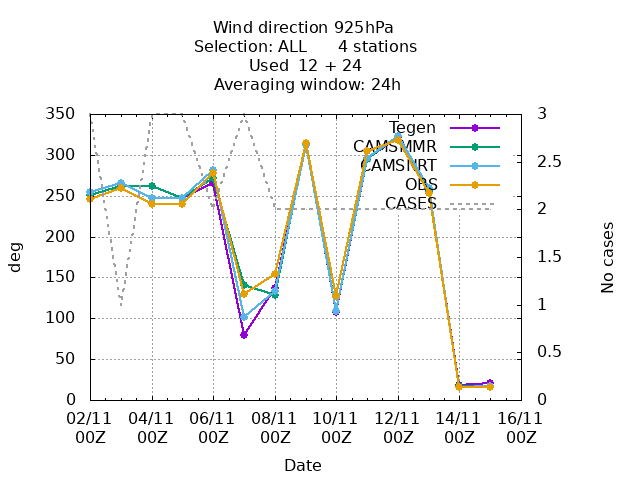 Wind direction 925hPa
Selection: ALL 4 stations
Used 12 + 24
Averaging window: 24h
350 3
Tegen
CAMSMMR
300 2.5
CAMSNRT
OBS
250
CASES
200 2
deg No cases
150 1.5
100 1
50 0.5
0 0
02/11 04/11 06/11 08/11 10/11 12/11 14/11 16/11
00Z 00Z 00Z 00Z 00Z 00Z 00Z 00Z
Date